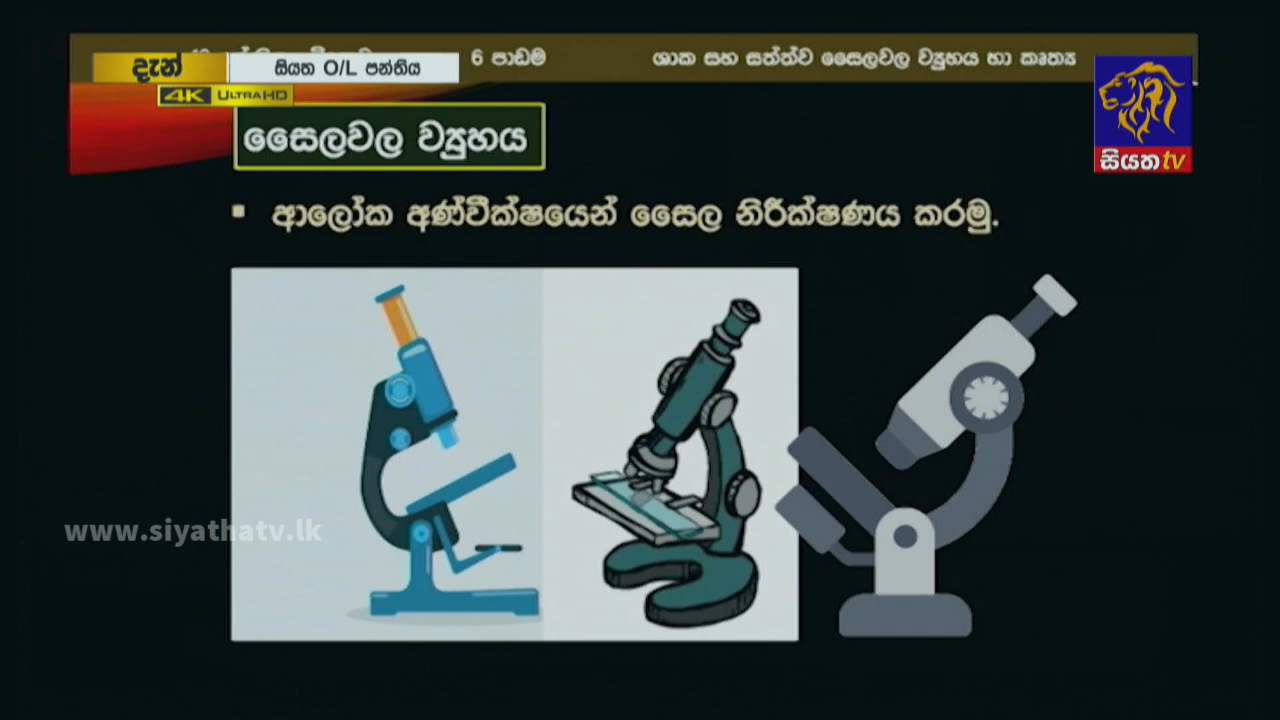 6 පාඩම
ශාක සහ සත්ත්ව සෛලවල ව්‍යුහය හා කෘත්‍ය
දැන්
සියත O/L පන්තිය
4K ULTRA HD
සියත tv
සෛලවල ව්‍යුහය
▪ ආලෝක අණ්වීක්ෂයෙන් සෛල නිරීක්ෂණය කරමු.
www.siyathatv.lk